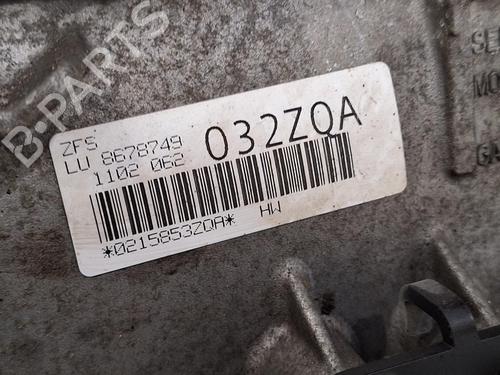 B-PARTS
ZFS
LU 8678749
1102 062
032ZQA
*0215853ZQA*
HW